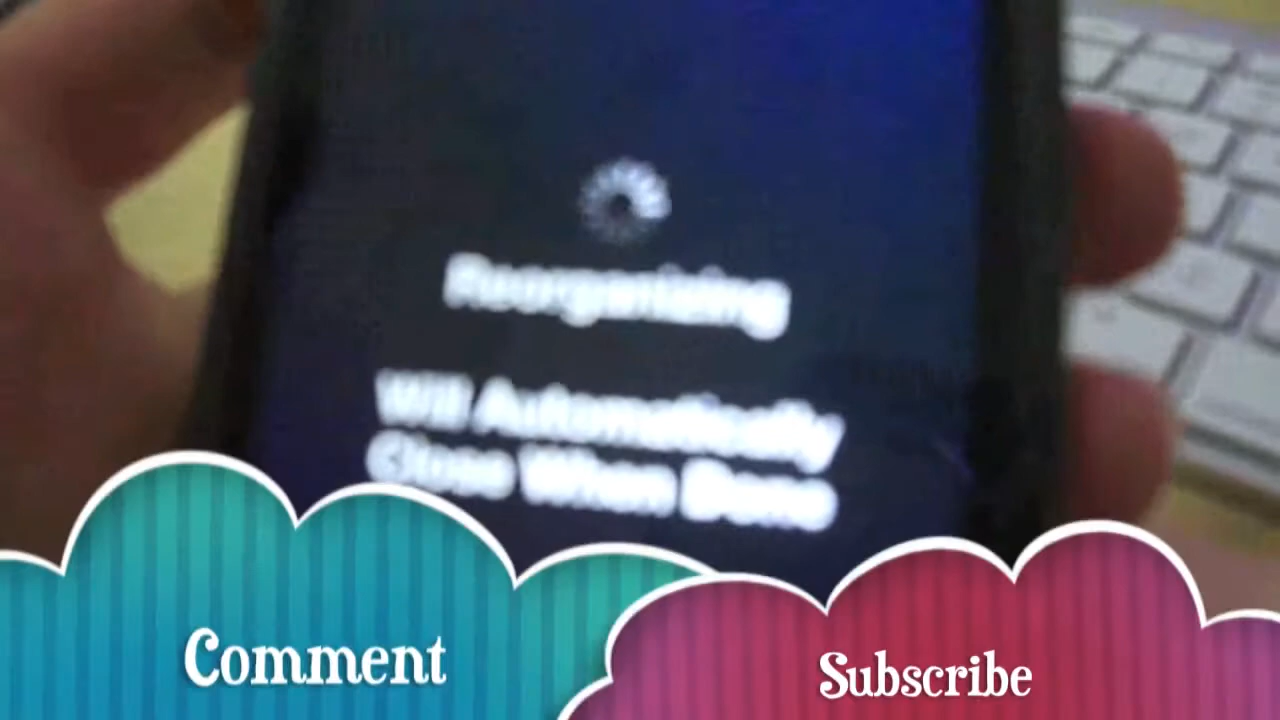 Reorganizing
Will Automatically
Close When Done
Comment
Subscribe